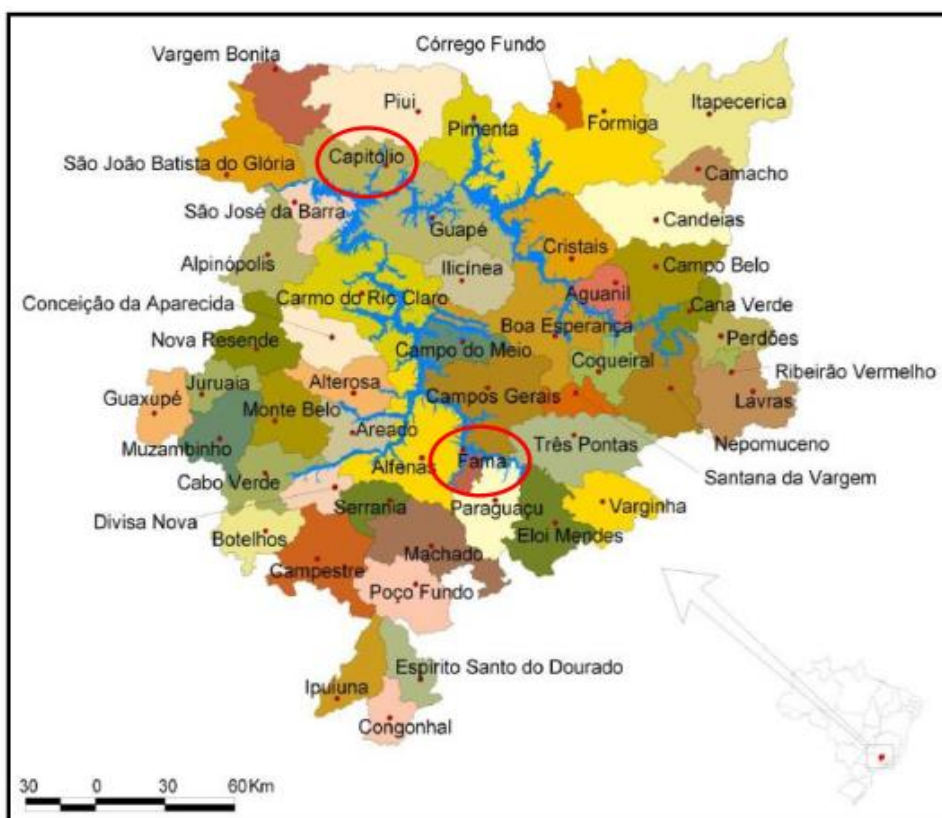 Córrego Fundo
Vargem Bonita
Piui
Itapecerica
Pimenta
Formiga
São João Batista do Glória
Capitólio
Camacho
São José da Barra
Guapé
Candeias
Cristais
Alpinópolis
Ilicínea
Campo Belo
Conceição da Aparecida
Carmo do Rio Claro
Aguanil
Cana Verde
Nova Resende
Boa Esperança
Perdões
Campo do Meio
Coqueiral
Ribeirão Vermelho
Guaxupé
Juruaia
Alterosa
Campos Gerais
Lavras
Monte Belo
Muzambinho
Areado
Três Pontas
Nepomuceno
Alfenas
Fama
Santana da Vargem
Cabo Verde
Divisa Nova
Serrania
Paraguaçu
Varginha
Botelhos
Eloi Mendes
Machado
Campestre
Poço Fundo
Espirito Santo do Dourado
Ipuiuna
Congonhal
30 0 30 60 Km